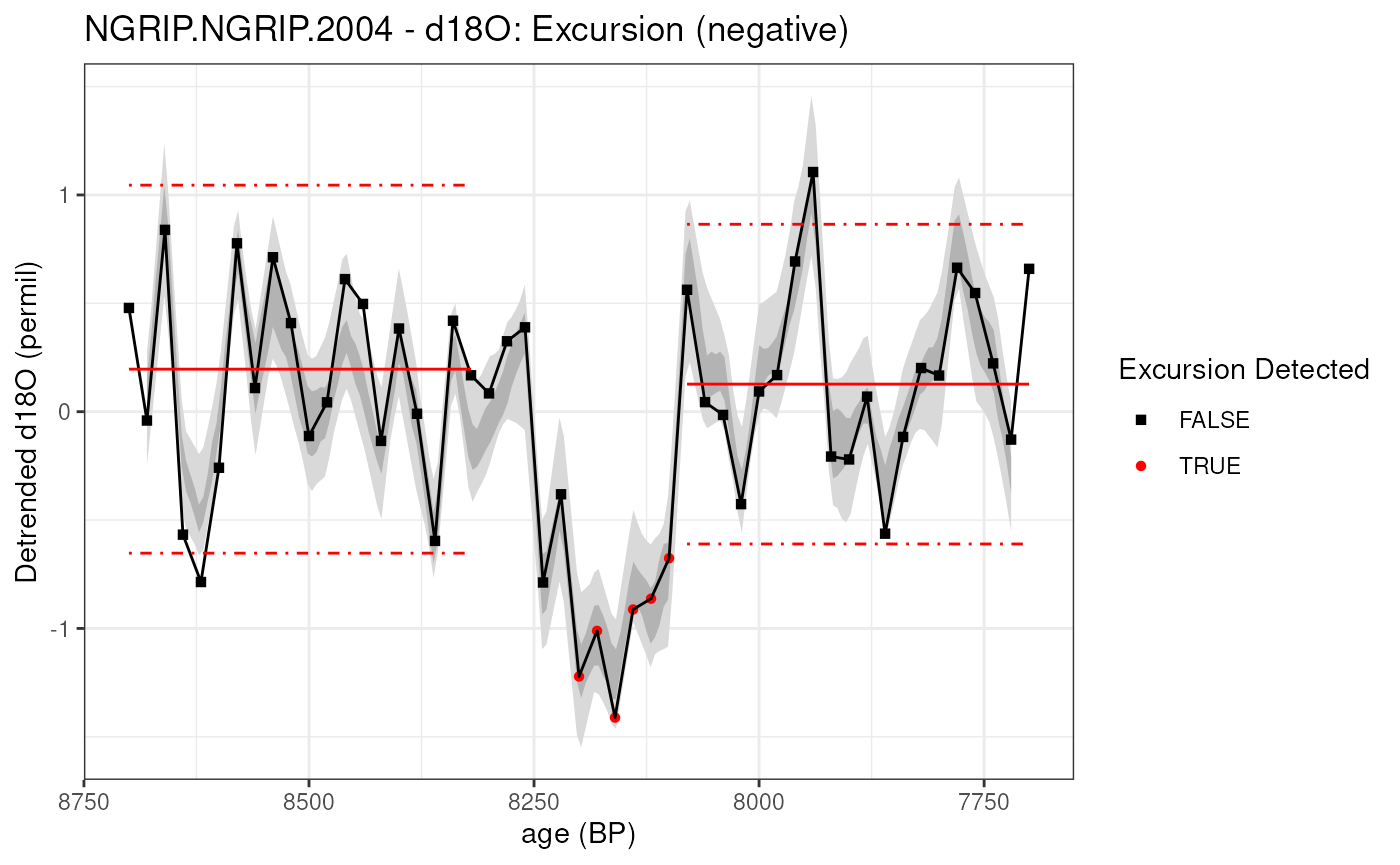 NGRIP.NGRIP.2004 - d18O: Excursion (negative)
Detrended d18O (permil)
1
0
-1
8750
8500
8250
8000
7750
age (BP)
Excursion Detected
FALSE
TRUE